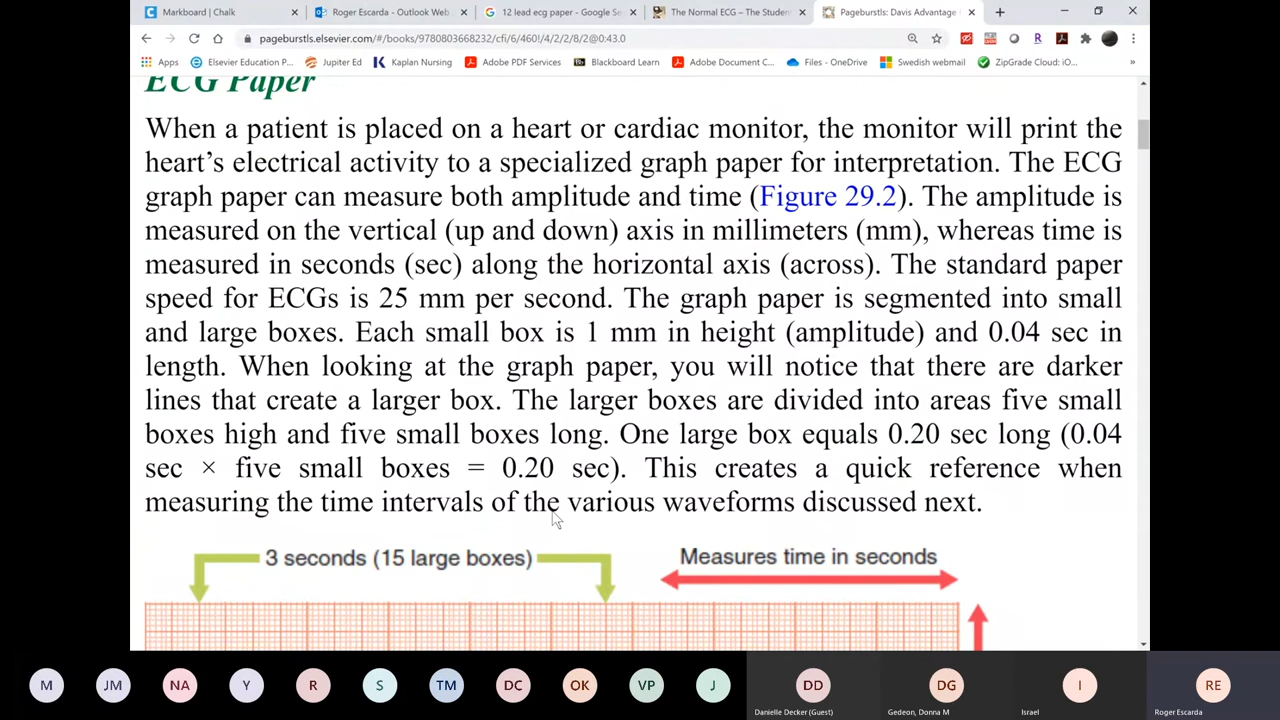 Markboard | Chalk
Roger Escarda - Outlook Web
12 lead ecg paper - Google Se
The Normal ECG – The Studen
Pageburstls: Davis Advantage
pageburstls.elsevier.com/#/books/9780803668232/cfi/6/460!/4/2/2/8/2@0:43.0
Apps
Elsevier Education P...
Jupiter Ed
Kaplan Nursing
Adobe PDF Services
Blackboard Learn
Adobe Document C...
Files - OneDrive
Swedish webmail
ZipGrade Cloud: iO...
»
ECG Paper
When a patient is placed on a heart or cardiac monitor, the monitor will print the
heart’s electrical activity to a specialized graph paper for interpretation. The ECG
graph paper can measure both amplitude and time (Figure 29.2). The amplitude is
measured on the vertical (up and down) axis in millimeters (mm), whereas time is
measured in seconds (sec) along the horizontal axis (across). The standard paper
speed for ECGs is 25 mm per second. The graph paper is segmented into small
and large boxes. Each small box is 1 mm in height (amplitude) and 0.04 sec in
length. When looking at the graph paper, you will notice that there are darker
lines that create a larger box. The larger boxes are divided into areas five small
boxes high and five small boxes long. One large box equals 0.20 sec long (0.04
sec × five small boxes = 0.20 sec). This creates a quick reference when
measuring the time intervals of the various waveforms discussed next.
3 seconds (15 large boxes)
Measures time in seconds
M
JM
NA
Y
R
S
TM
DC
OK
VP
J
DD
DG
I
RE
Danielle Decker (Guest)
Gedeon, Donna M
Israel
Roger Escarda